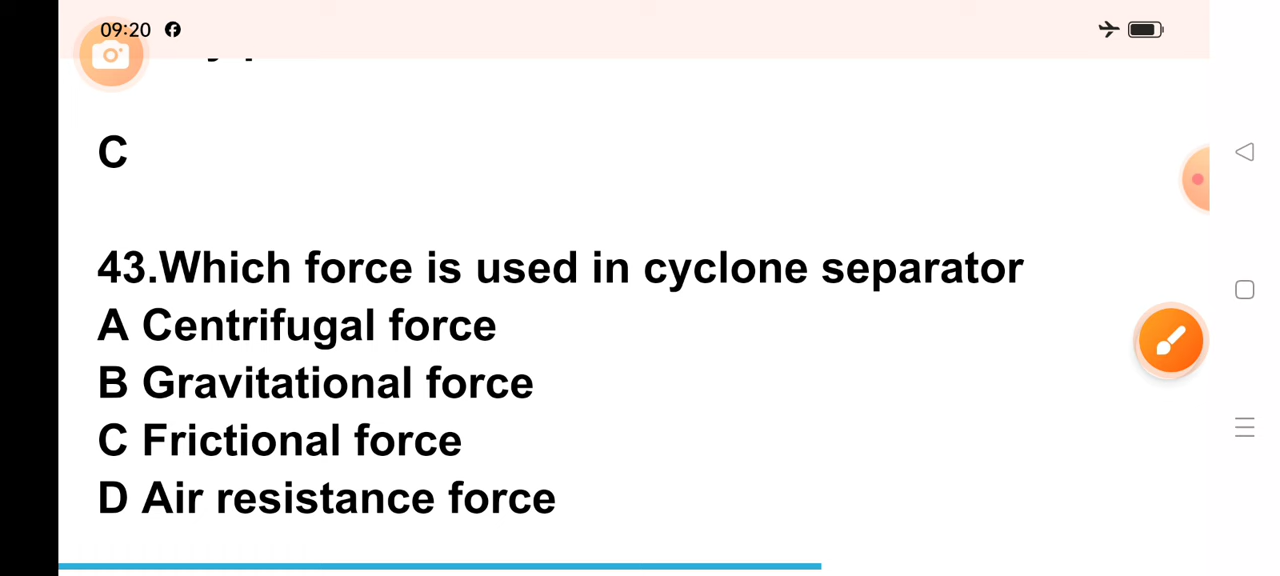 09:20
C
43.Which force is used in cyclone separator
A Centrifugal force
B Gravitational force
C Frictional force
D Air resistance force